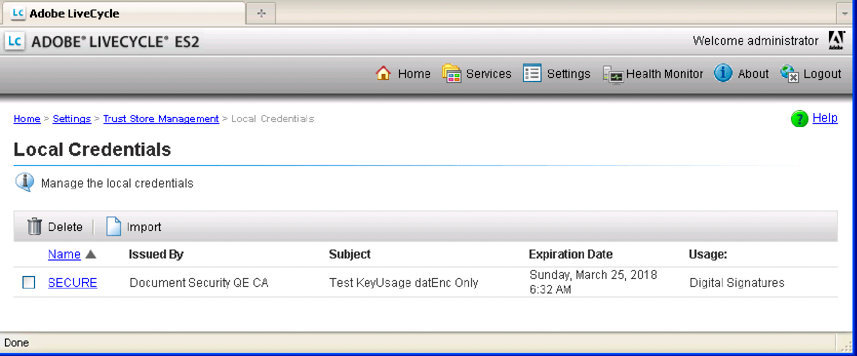 LC Adobe LiveCycle
LC ADOBE® LIVECYCLE® ES2 Welcome administrator Adobe
Home Services Settings Health Monitor About Logout
Home > Settings > Trust Store Management > Local Credentials ? Help
Local Credentials
Manage the local credentials
Delete Import
Name Issued By Subject Expiration Date Usage:
SECURE Document Security QE CA Test KeyUsage datEnc Only Sunday, March 25, 2018 Digital Signatures
6:32 AM
Done